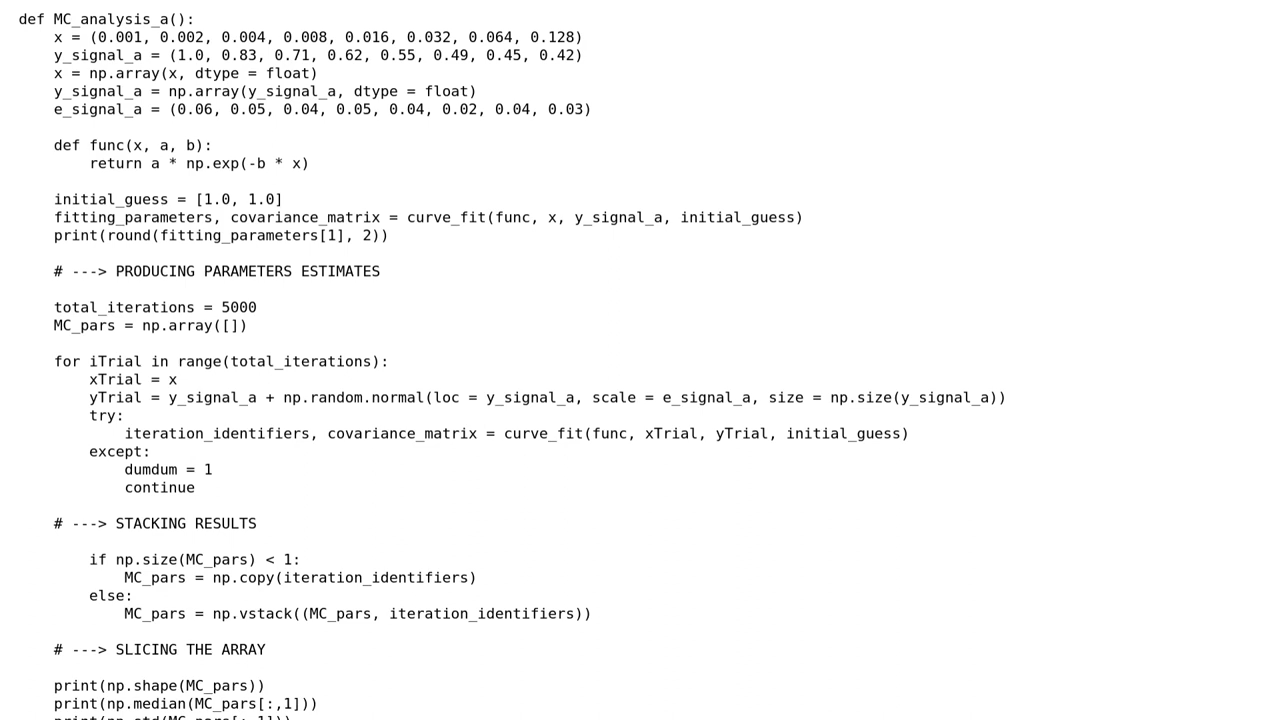 def MC_analysis_a():
    x = (0.001, 0.002, 0.004, 0.008, 0.016, 0.032, 0.064, 0.128)
    y_signal_a = (1.0, 0.83, 0.71, 0.62, 0.55, 0.49, 0.45, 0.42)
    x = np.array(x, dtype = float)
    y_signal_a = np.array(y_signal_a, dtype = float)
    e_signal_a = (0.06, 0.05, 0.04, 0.05, 0.04, 0.02, 0.04, 0.03)

    def func(x, a, b):
        return a * np.exp(-b * x)

    initial_guess = [1.0, 1.0]
    fitting_parameters, covariance_matrix = curve_fit(func, x, y_signal_a, initial_guess)
    print(round(fitting_parameters[1], 2))

    # ---> PRODUCING PARAMETERS ESTIMATES

    total_iterations = 5000
    MC_pars = np.array([])

    for iTrial in range(total_iterations):
        xTrial = x
        yTrial = y_signal_a + np.random.normal(loc = y_signal_a, scale = e_signal_a, size = np.size(y_signal_a))
        try:
            iteration_identifiers, covariance_matrix = curve_fit(func, xTrial, yTrial, initial_guess)
        except:
            dumdum = 1
            continue

    # ---> STACKING RESULTS

        if np.size(MC_pars) < 1:
            MC_pars = np.copy(iteration_identifiers)
        else:
            MC_pars = np.vstack((MC_pars, iteration_identifiers))

    # ---> SLICING THE ARRAY

    print(np.shape(MC_pars))
    print(np.median(MC_pars[:,1]))
    print(np.std(MC_pars[:,1]))